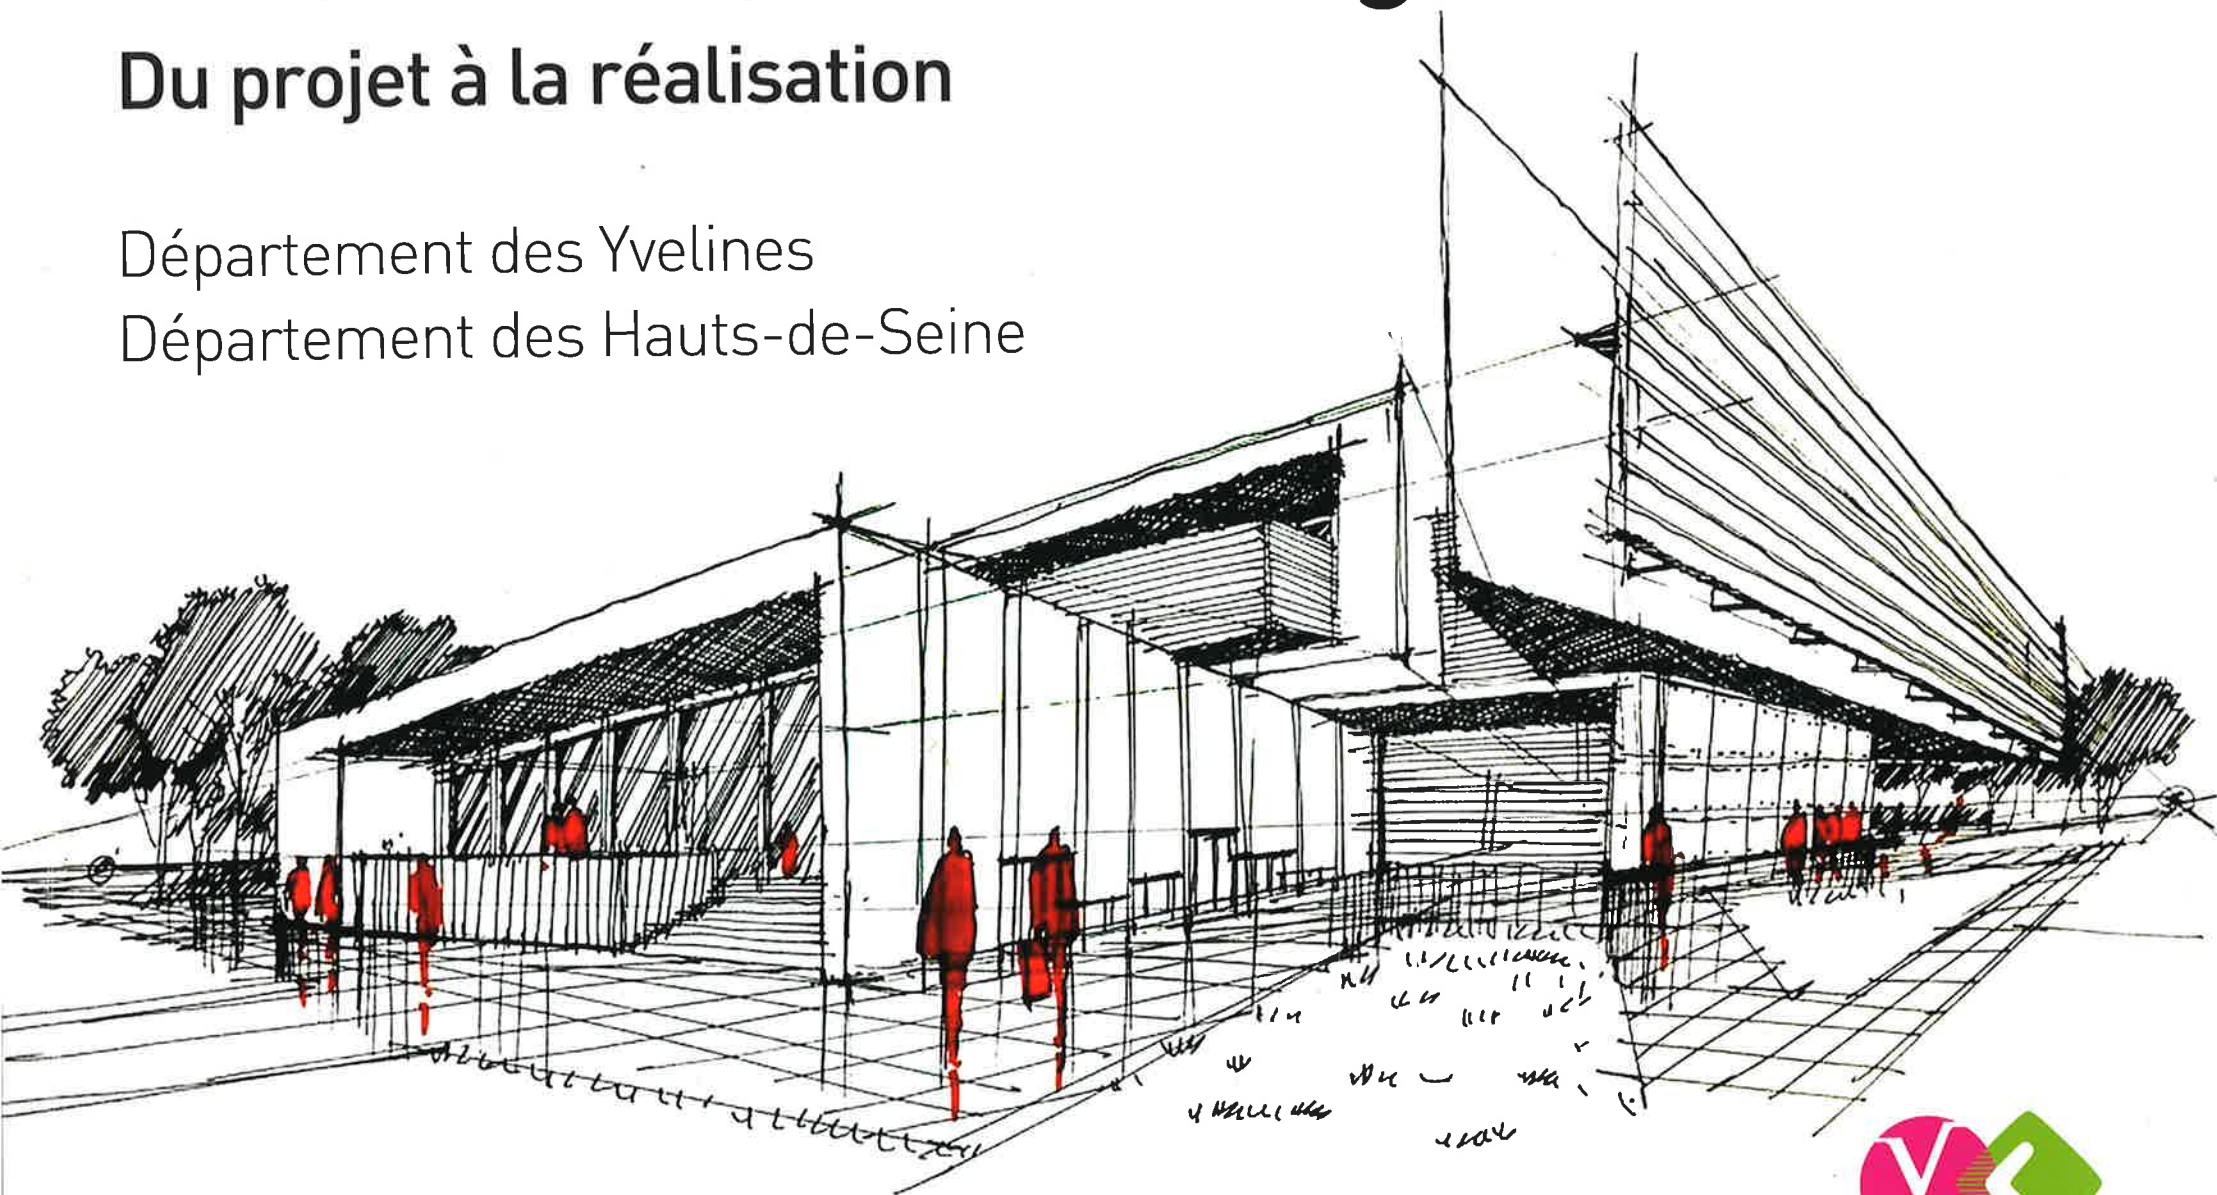 Du projet à la réalisation
Département des Yvelines
Département des Hauts-de-Seine